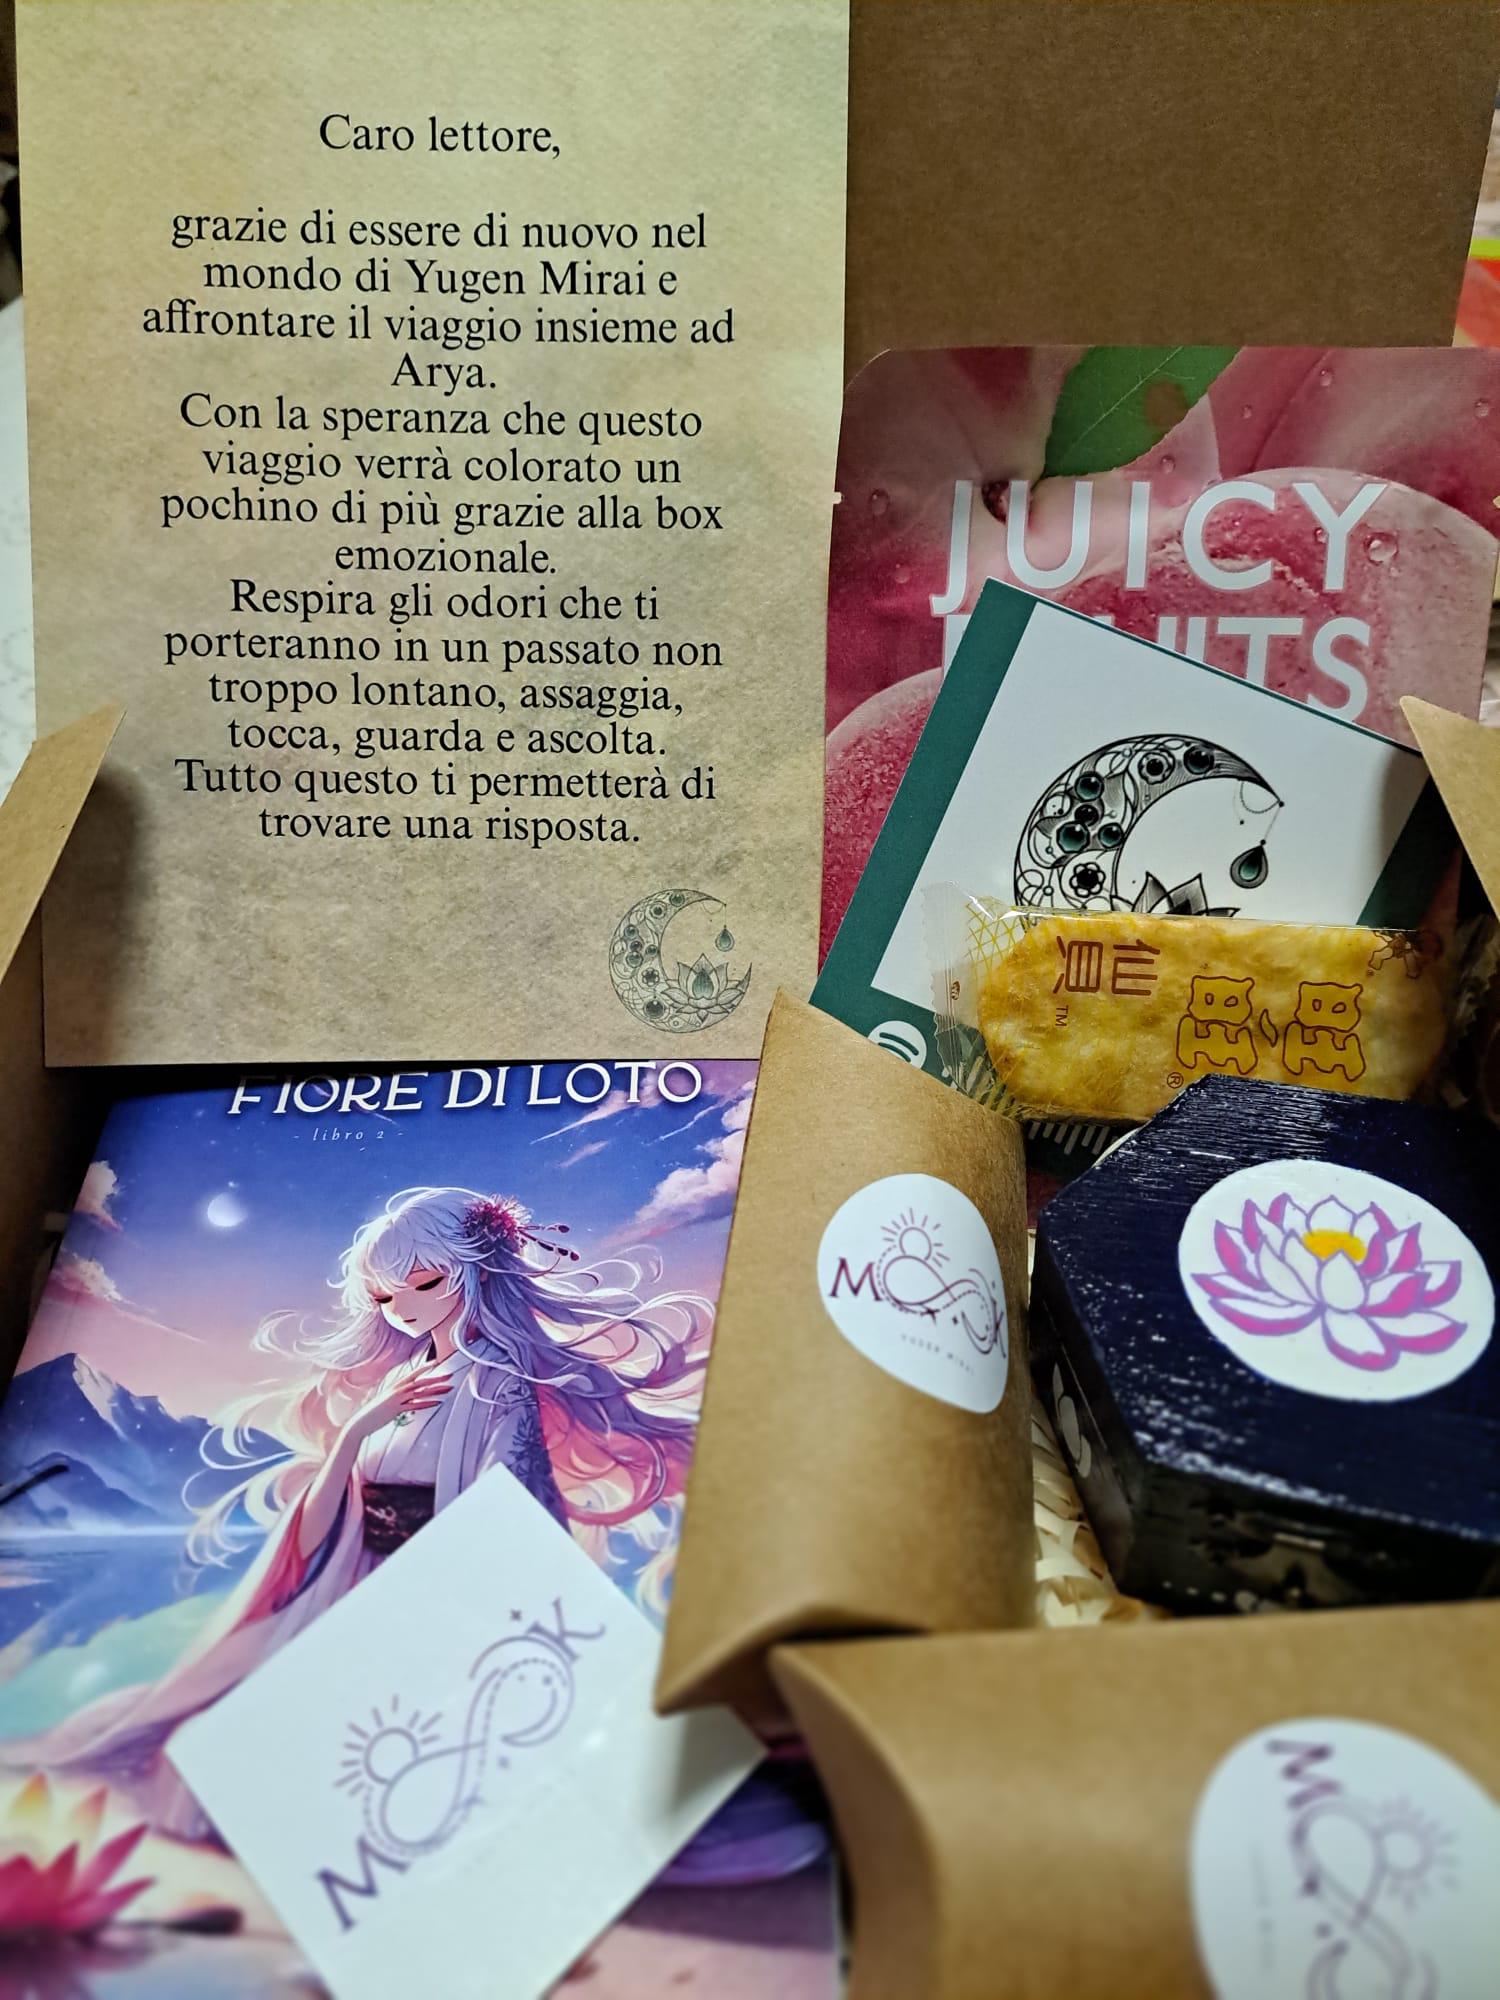 Caro lettore,
grazie di essere di nuovo nel
mondo di Yugen Mirai e
affrontare il viaggio insieme ad
Arya.
Con la speranza che questo
viaggio verrà colorato un
pochino di più grazie alla box
emozionale.
Respira gli odori che ti
porteranno in un passato non
troppo lontano, assaggia,
tocca, guarda e ascolta.
Tutto questo ti permetterà di
trovare una risposta.
JUICY
仙貝™
旺旺®
FIORE DI LOTO
- libro 2 -
M K
M K
M